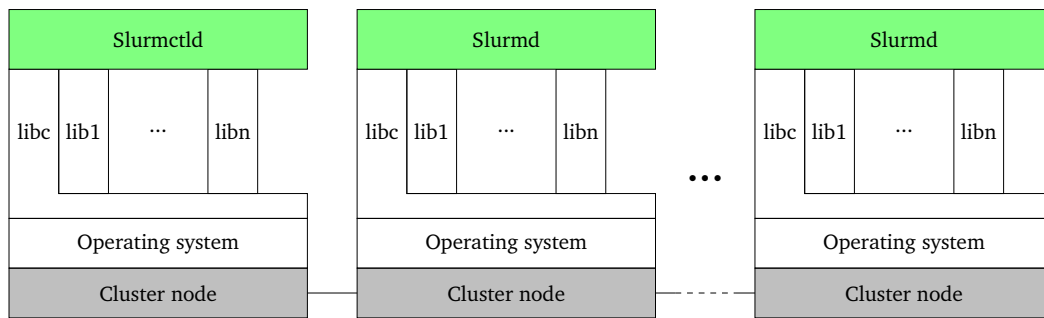 Slurmctld
Slurmd
Slurmd
libc lib1 ... libn
libc lib1 ... libn
...
libc lib1 ... libn
Operating system
Operating system
Operating system
Cluster node
Cluster node
Cluster node